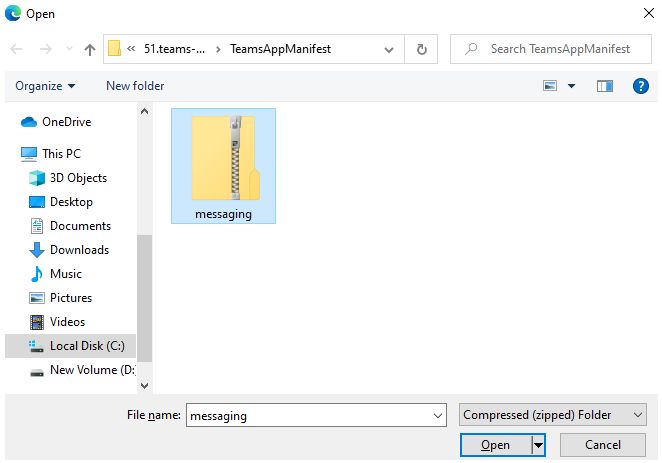 Open
51.teams-... TeamsAppManifest
Search TeamsAppManifest
Organize
New folder
OneDrive
This PC
3D Objects
Desktop
Documents
Downloads
Music
Pictures
Videos
Local Disk (C:)
New Volume (D:
messaging
File name: messaging
Compressed (zipped) Folder
Open
Cancel